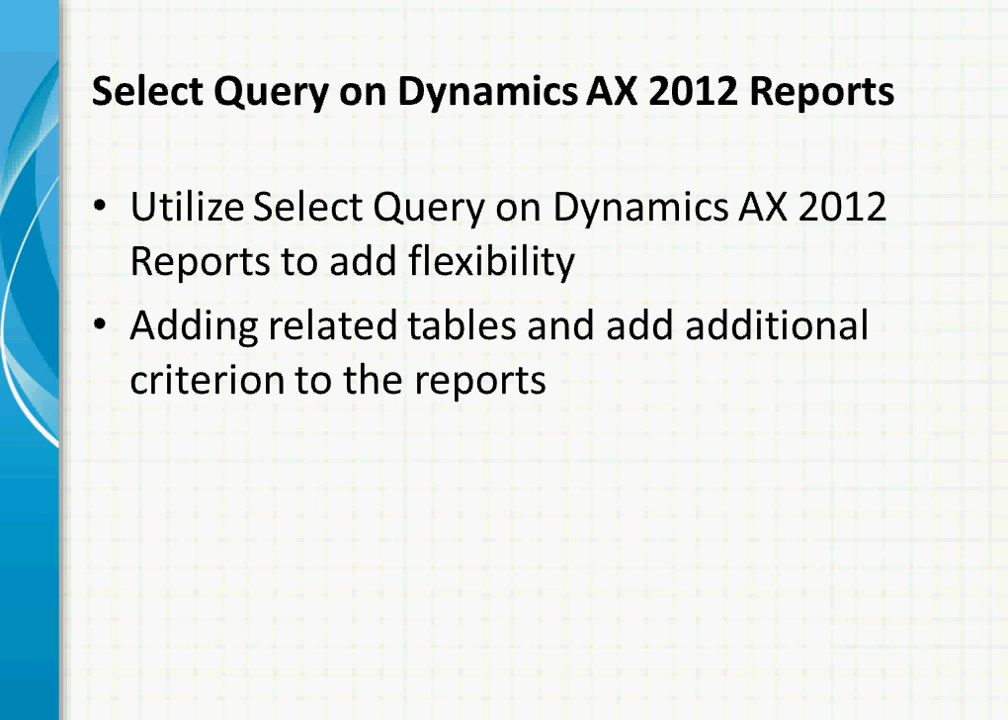 Select Query on Dynamics AX 2012 Reports
• Utilize Select Query on Dynamics AX 2012
Reports to add flexibility
• Adding related tables and add additional
criterion to the reports